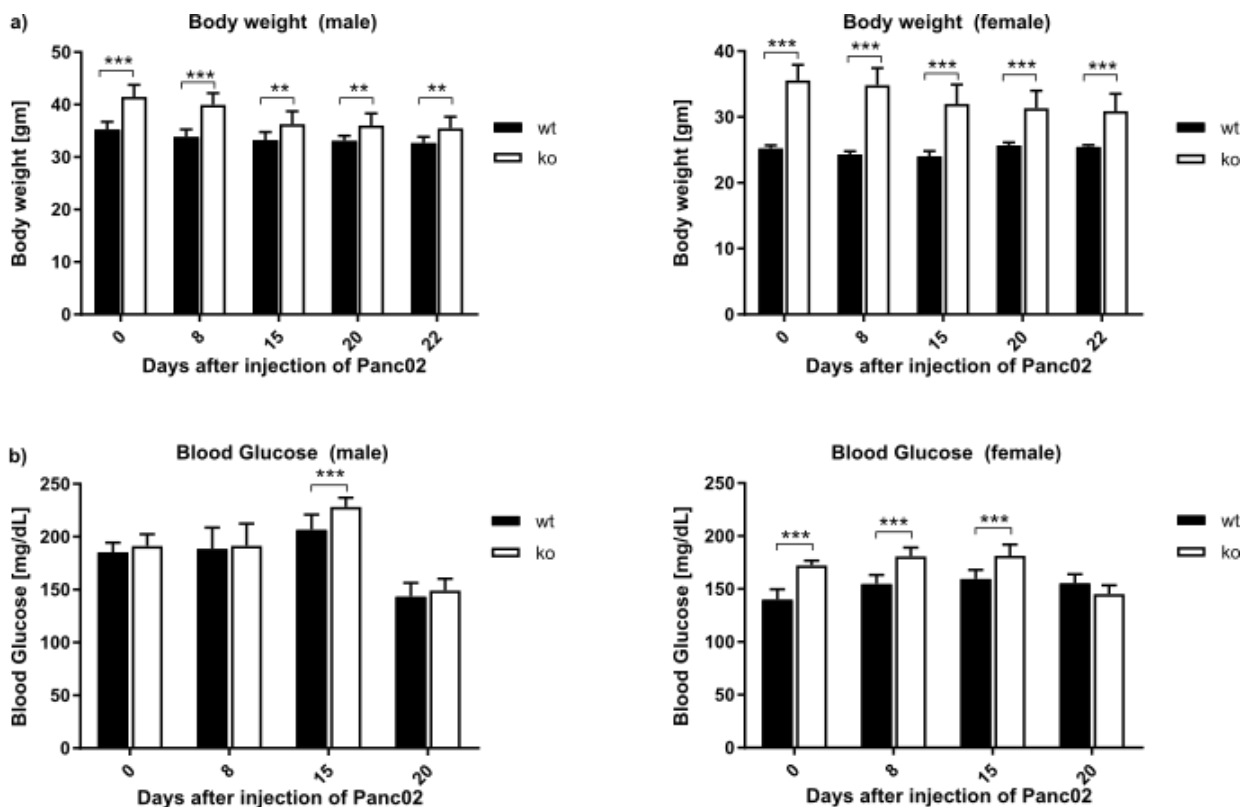 a)
Body weight (male)
Body weight [gm]
50
40
30
20
10
0
***
***
**
**
**
0
8
15
20
22
Days after injection of Panc02
wt
ko
Body weight (female)
Body weight [gm]
40
30
20
10
0
***
***
***
***
***
0
8
15
20
22
Days after injection of Panc02
wt
ko
b)
Blood Glucose (male)
Blood Glucose [mg/dL]
250
200
150
100
50
0
***
0
8
15
20
Days after injection of Panc02
wt
ko
Blood Glucose (female)
Blood Glucose [mg/dL]
250
200
150
100
50
0
***
***
***
0
8
15
20
Days after injection of Panc02
wt
ko